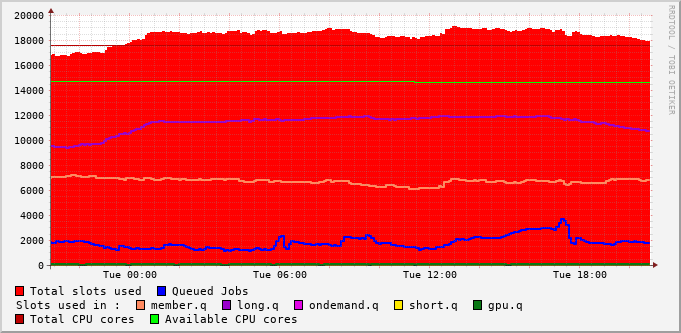 20000
18000
16000
14000
12000
10000
8000
6000
4000
2000
0
Tue 00:00 Tue 06:00 Tue 12:00 Tue 18:00
RRDTOOL / TOBI OETIKER
Total slots used Queued Jobs
Slots used in : member.q long.q ondemand.q short.q gpu.q
Total CPU cores Available CPU cores